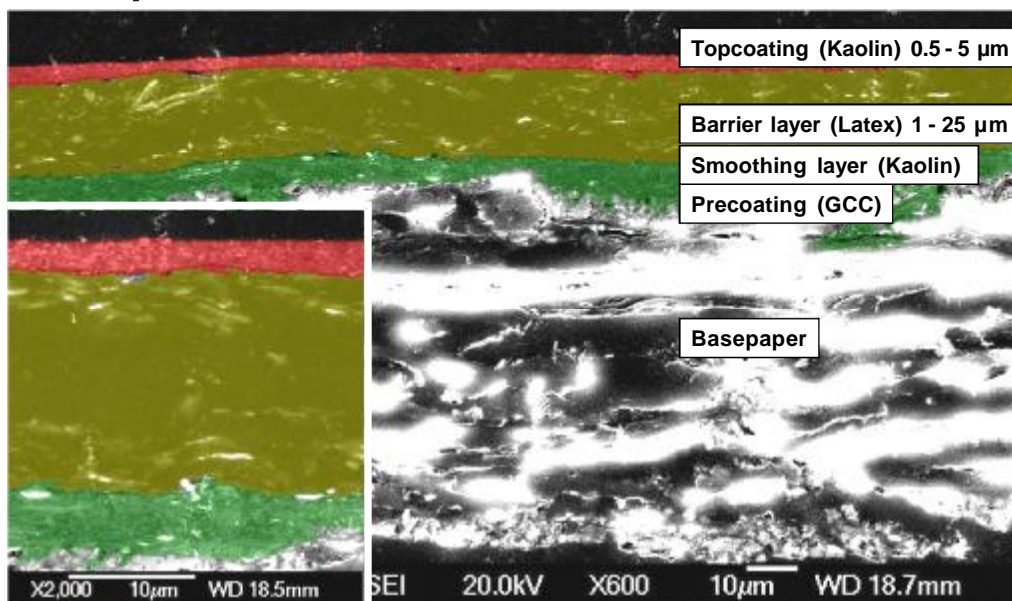 Topcoating (Kaolin) 0.5 - 5 µm
Barrier layer (Latex) 1 - 25 µm
Smoothing layer (Kaolin)
Precoating (GCC)
Basepaper
X2,000 10µm WD 18.5mm
SEI 20.0kV X600 10µm WD 18.7mm